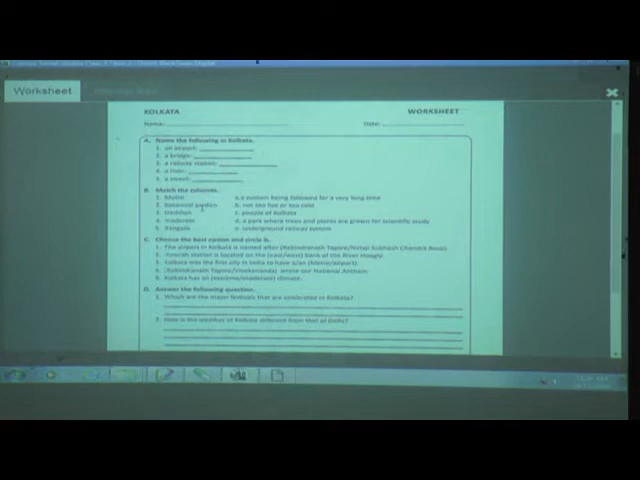 Worksheet
KOLKATA WORKSHEET
Name: Date:
A. Name the following in Kolkata.
1. an airport:
2. a bridge:
3. a railway station:
4. a river:
5. a sweet:
B. Match the columns.
1. Metro a. a custom being followed for a very long time
2. botanical garden b. not too hot or too cold
3. tradition c. people of Kolkata
4. moderate d. a park where trees and plants are grown for scientific study
5. Bangalis e. underground railway system
C. Choose the best option and circle it.
1. The airport in Kolkata is named after (Rabindranath Tagore/Netaji Subhash Chandra Bose).
2. Howrah station is located on the (east/west) bank of the River Hooghly.
3. Kolkata was the first city in India to have a/an (Metro/airport).
4. (Rabindranath Tagore/Vivekananda) wrote our National Anthem.
5. Kolkata has an (extreme/moderate) climate.
D. Answer the following question.
1. Which are the major festivals that are celebrated in Kolkata?
2. How is the weather of Kolkata different from that of Delhi?